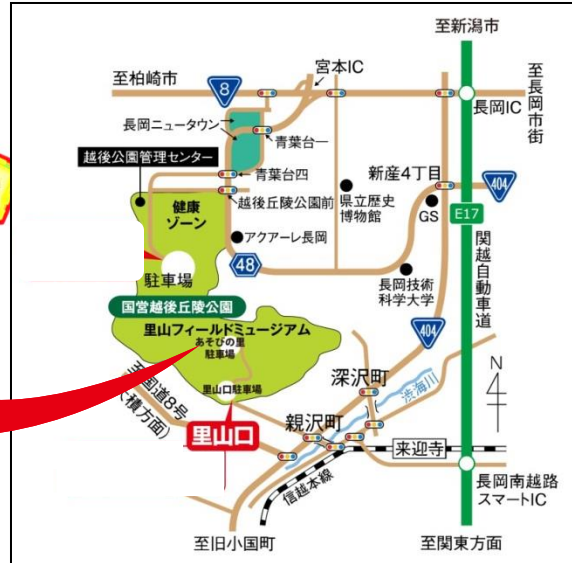 至新潟市
宮本IC
至柏崎市
8
至長岡市街
長岡IC
長岡ニュータウン
青葉台一
越後公園管理センター
新産4丁目
青葉台四
404
健康
ゾーン
越後丘陵公園前
県立歴史
博物館
GS
E17
アクアーレ長岡
関越自動車道
駐車場
48
長岡技術
科学大学
国営越後丘陵公園
里山フィールドミュージアム
あそびの里
駐車場
404
N
至国道8号
(積方面)
里山口駐車場
深沢町
渋海川
里山口
親沢町
来迎寺
信越本線
長岡南越路
スマートIC
至旧小国町
至関東方面